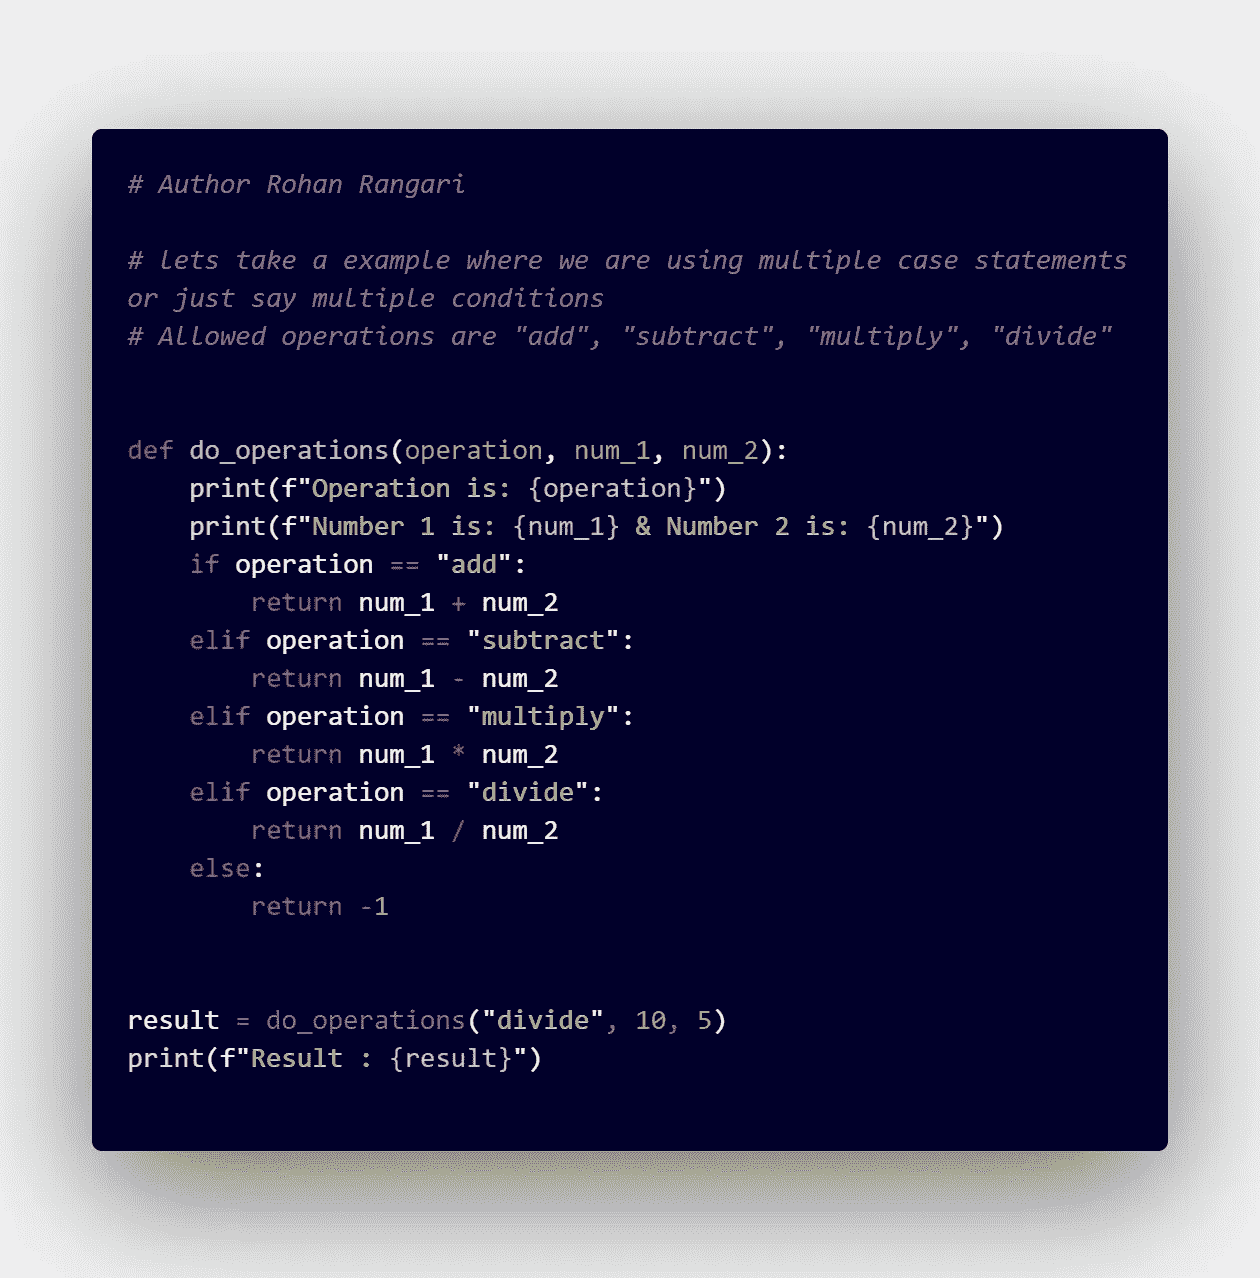 # Author Rohan Rangari
# lets take a example where we are using multiple case statements
or just say multiple conditions
# Allowed operations are "add", "subtract", "multiply", "divide"
def do_operations(operation, num_1, num_2):
    print(f"Operation is: {operation}")
    print(f"Number 1 is: {num_1} & Number 2 is: {num_2}")
    if operation == "add":
        return num_1 + num_2
    elif operation == "subtract":
        return num_1 - num_2
    elif operation == "multiply":
        return num_1 * num_2
    elif operation == "divide":
        return num_1 / num_2
    else:
        return -1
result = do_operations("divide", 10, 5)
print(f"Result : {result}")